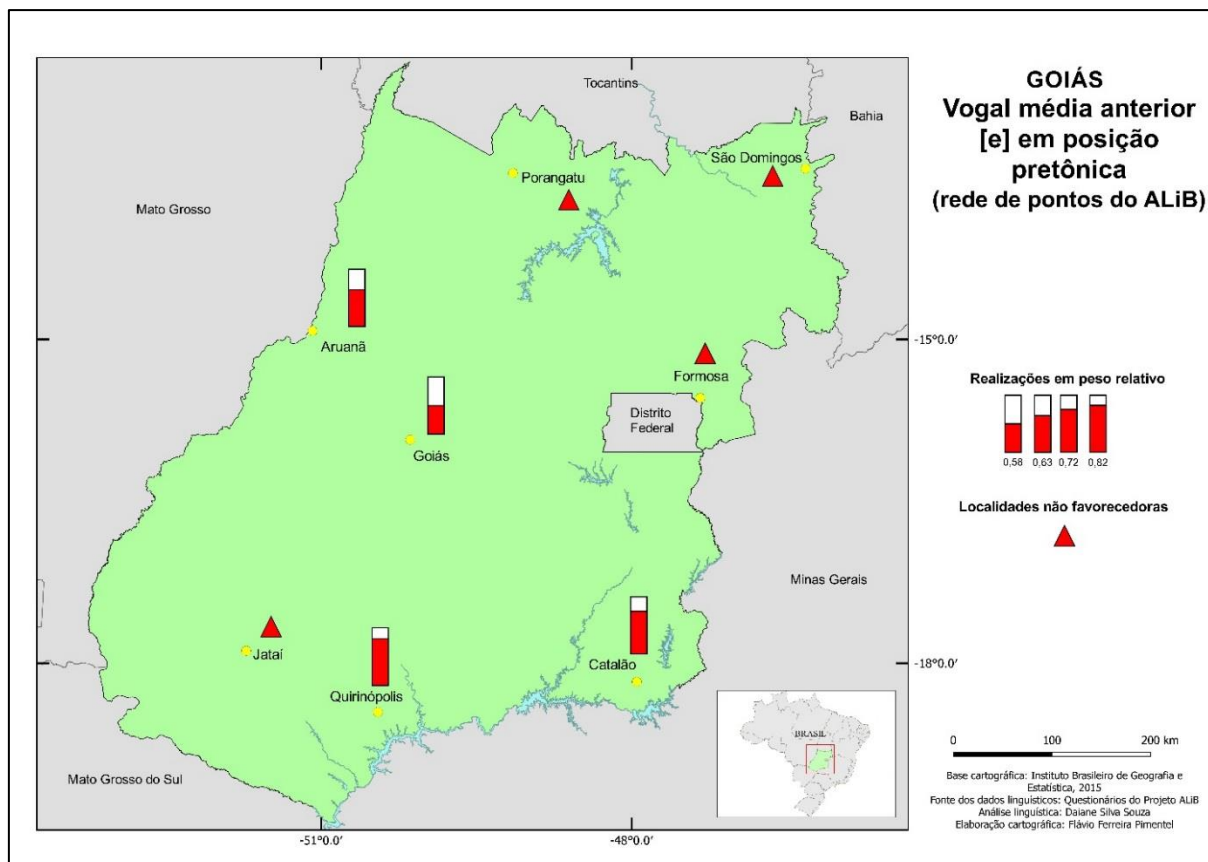 GOIÁS
Vogal média anterior
[e] em posição
pretônica
(rede de pontos do ALiB)
Tocantins
Bahia
São Domingos
Porangatu
Mato Grosso
Aruanã
-15°0.0'
Formosa
Distrito
Federal
Goiás
Realizações em peso relativo
0,58 0,63 0,72 0,82
Localidades não favorecedoras
Minas Gerais
Jataí
Catalão
-18°0.0'
Quirinópolis
BRASIL
Mato Grosso do Sul
0 100 200 km
Base cartográfica: Instituto Brasileiro de Geografia e
Estatística, 2015
Fonte dos dados linguísticos: Questionários do Projeto ALiB
Análise linguística: Daiane Silva Souza
Elaboração cartográfica: Flávio Ferreira Pimentel
-51°0.0' -48°0.0'